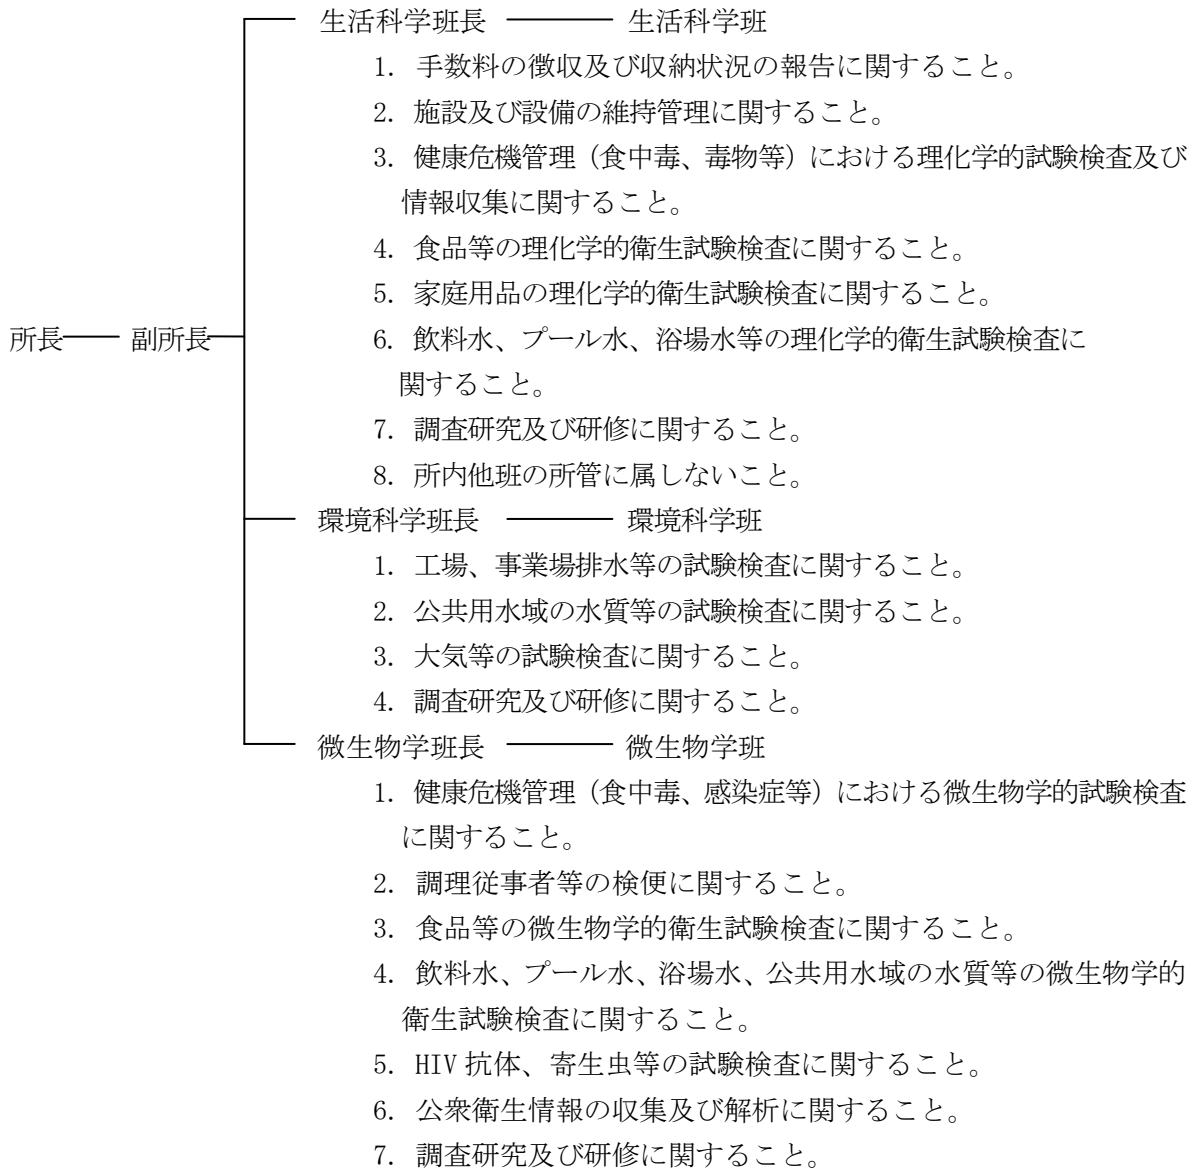 生活科学班長 生活科学班
1. 手数料の徴収及び収納状況の報告に関すること。
2. 施設及び設備の維持管理に関すること。
3. 健康危機管理（食中毒、毒物等）における理化学的試験検査及び
情報収集に関すること。
4. 食品等の理化学的衛生試験検査に関すること。
5. 家庭用品の理化学的衛生試験検査に関すること。
所長 副所長
6. 飲料水、プール水、浴場水等の理化学的衛生試験検査に
関すること。
7. 調査研究及び研修に関すること。
8. 所内他班の所管に属しないこと。
環境科学班長 環境科学班
1. 工場、事業場排水等の試験検査に関すること。
2. 公共用水域の水質等の試験検査に関すること。
3. 大気等の試験検査に関すること。
4. 調査研究及び研修に関すること。
微生物学班長 微生物学班
1. 健康危機管理（食中毒、感染症等）における微生物学的試験検査
に関すること。
2. 調理従事者等の検便に関すること。
3. 食品等の微生物学的衛生試験検査に関すること。
4. 飲料水、プール水、浴場水、公共用水域の水質等の微生物学的
衛生試験検査に関すること。
5. HIV 抗体、寄生虫等の試験検査に関すること。
6. 公衆衛生情報の収集及び解析に関すること。
7. 調査研究及び研修に関すること。